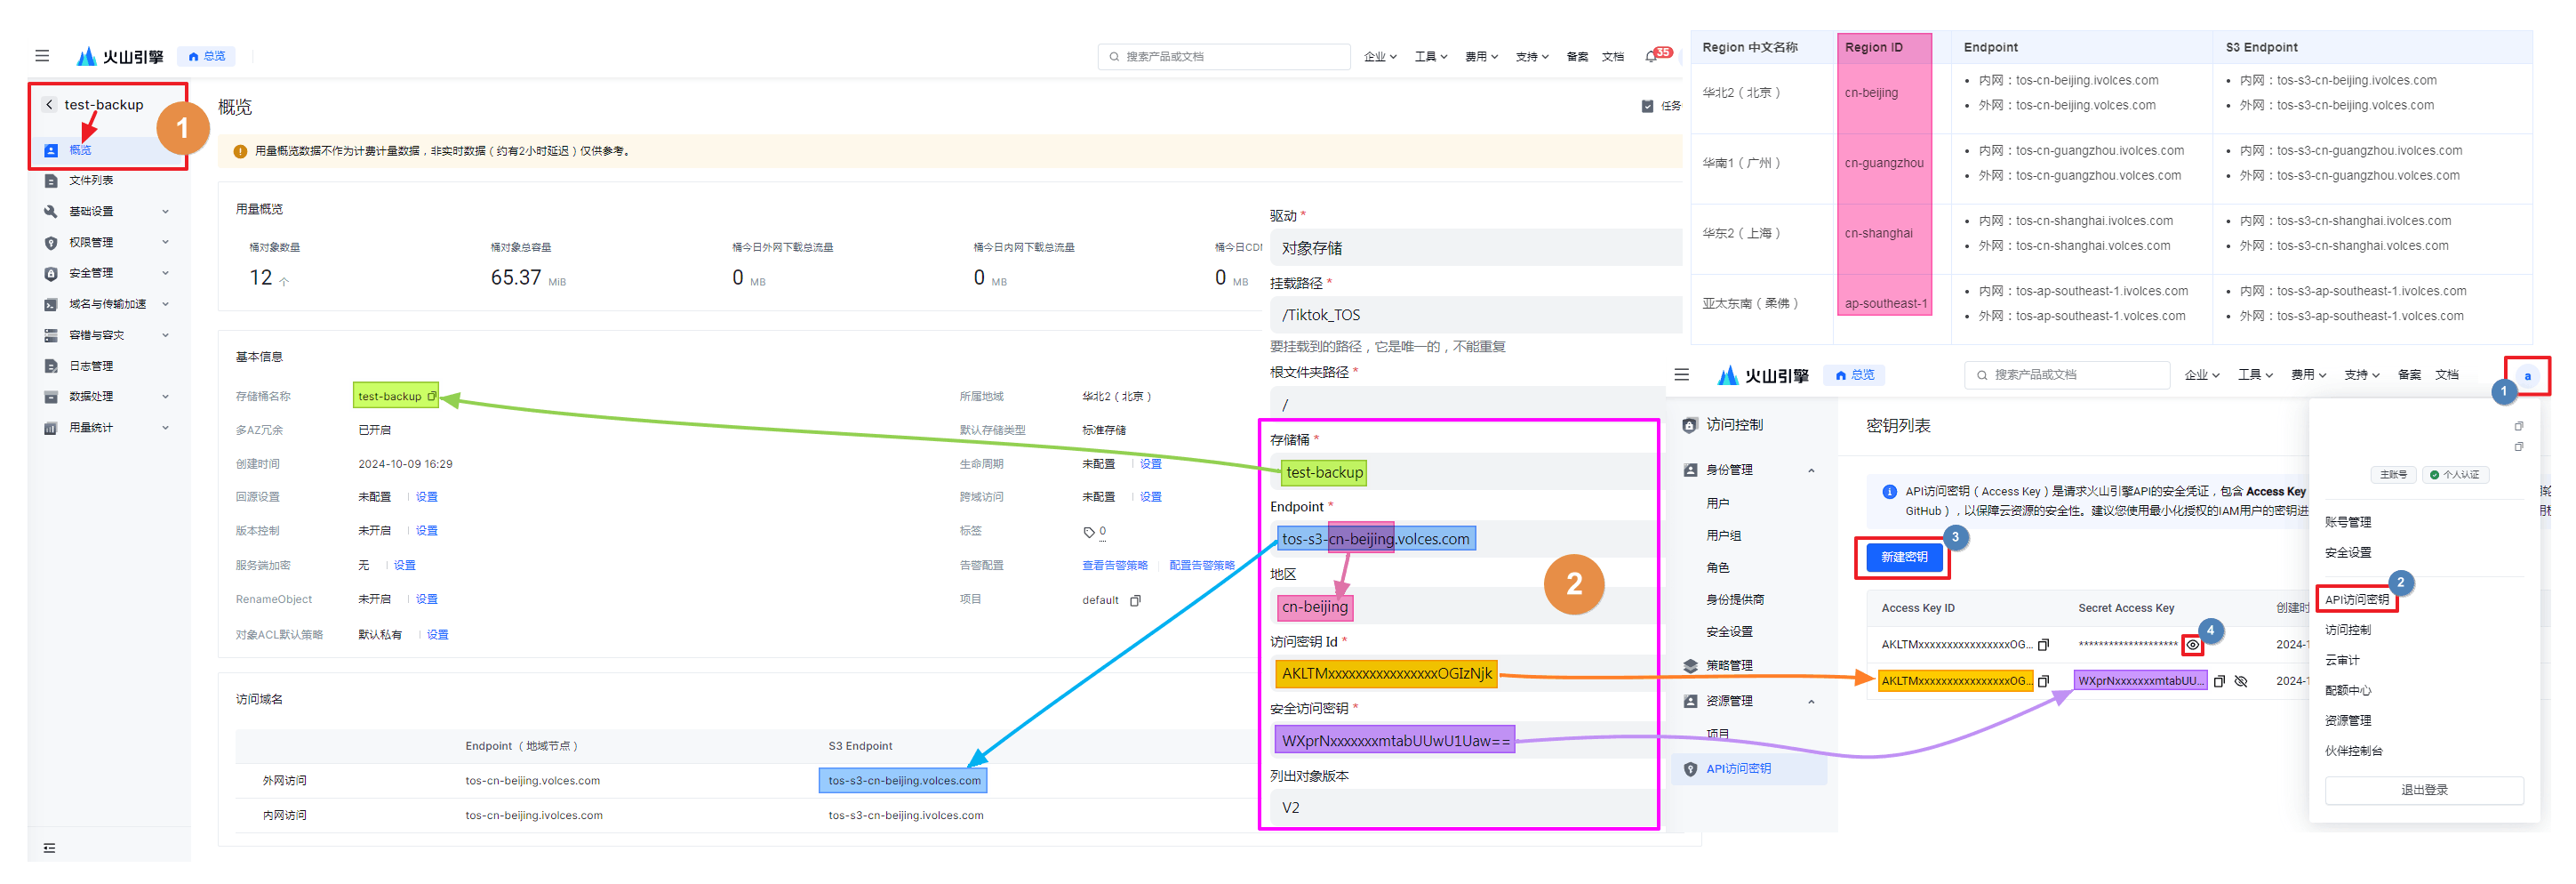 火山引擎
总览
搜索产品或文档
企业
工具
费用
支持
备案
文档
35
test-backup
1
概览
文件列表
基础设置
权限管理
安全管理
域名与传输加速
容错与容灾
日志管理
数据处理
用量统计
概览
任务
用量概览数据不作为计费计量数据，非实时数据（约有2小时延迟）仅供参考。
用量概览
桶对象数量
桶对象总容量
桶今日外网下载总流量
桶今日内网下载总流量
桶今日CDN
12 个
65.37 MiB
0 MB
0 MB
0 MB
基本信息
存储桶名称
test-backup
所属地域
华北2（北京）
多AZ冗余
已开启
默认存储类型
标准存储
创建时间
2024-10-09 16:29
生命周期
未配置
设置
回源设置
未配置
设置
跨域访问
未配置
设置
版本控制
未开启
设置
标签
0
服务端加密
无
设置
告警配置
查看告警策略
配置告警策略
RenameObject
未开启
设置
项目
default
对象ACL默认策略
默认私有
设置
访问域名
Endpoint（地域节点）
S3 Endpoint
外网访问
tos-cn-beijing.volces.com
tos-s3-cn-beijing.volces.com
内网访问
tos-cn-beijing.ivolces.com
tos-s3-cn-beijing.ivolces.com
驱动 *
对象存储
挂载路径 *
/Tiktok_TOS
要挂载到的路径，它是唯一的，不能重复
根文件夹路径 *
/
存储桶 *
test-backup
Endpoint *
tos-s3-cn-beijing.volces.com
地区
cn-beijing
2
访问密钥 Id *
AKLTMxxxxxxxxxxxxxxxxOGIzNjk
安全访问密钥 *
WXprNxxxxxxxmtabUUwU1Uaw==
列出对象版本
V2
Region 中文名称
Region ID
Endpoint
S3 Endpoint
华北2（北京）
cn-beijing
• 内网：tos-cn-beijing.ivolces.com
• 外网：tos-cn-beijing.volces.com
• 内网：tos-s3-cn-beijing.ivolces.com
• 外网：tos-s3-cn-beijing.volces.com
华南1（广州）
cn-guangzhou
• 内网：tos-cn-guangzhou.ivolces.com
• 外网：tos-cn-guangzhou.volces.com
• 内网：tos-s3-cn-guangzhou.ivolces.com
• 外网：tos-s3-cn-guangzhou.volces.com
华东2（上海）
cn-shanghai
• 内网：tos-cn-shanghai.ivolces.com
• 外网：tos-cn-shanghai.volces.com
• 内网：tos-s3-cn-shanghai.ivolces.com
• 外网：tos-s3-cn-shanghai.volces.com
亚太东南（柔佛）
ap-southeast-1
• 内网：tos-ap-southeast-1.ivolces.com
• 外网：tos-ap-southeast-1.volces.com
• 内网：tos-s3-ap-southeast-1.ivolces.com
• 外网：tos-s3-ap-southeast-1.volces.com
火山引擎
总览
搜索产品或文档
企业
工具
费用
支持
备案
文档
a
1
访问控制
身份管理
用户
用户组
角色
身份提供商
安全设置
策略管理
资源管理
项目
API访问密钥
密钥列表
API访问密钥（Access Key）是请求火山引擎API的安全凭证，包含 Access Key
GitHub），以保障云资源的安全性。建议您使用最小化授权的IAM用户的密钥进
新建密钥
3
Access Key ID
Secret Access Key
创建时
AKLTMxxxxxxxxxxxxxxxxOG...
********************
4
2024-1
AKLTMxxxxxxxxxxxxxxxxOG...
WXprNxxxxxxxmtabUU...
2024-1
主账号
个人认证
账号管理
安全设置
2
API访问密钥
访问控制
云审计
配额中心
资源管理
伙伴控制台
退出登录